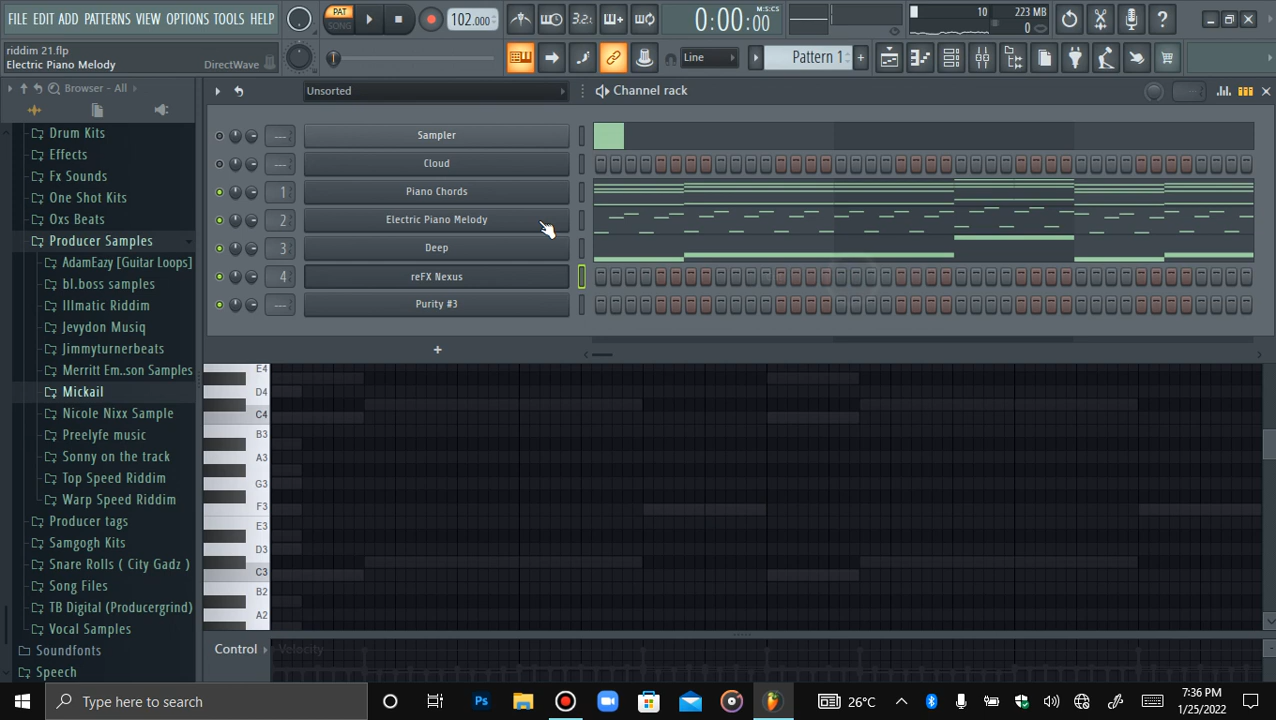 FILE EDIT ADD PATTERNS VIEW OPTIONS TOOLS HELP
PAT
SONG
102.000
3.2.
0:00:00
M:S:CS
10
223 MB
0
riddim 21.flp
Electric Piano Melody
DirectWave
Line
Pattern 1
Browser - All
Unsorted
Channel rack
Drum Kits
Effects
Fx Sounds
One Shot Kits
Oxs Beats
Producer Samples
AdamEazy [Guitar Loops]
bl.boss samples
Illmatic Riddim
Jevydon Musiq
Jimmyturnerbeats
Merritt Em..son Samples
Mickail
Nicole Nixx Sample
Preelyfe music
Sonny on the track
Top Speed Riddim
Warp Speed Riddim
Producer tags
Samgogh Kits
Snare Rolls ( City Gadz )
Song Files
TB Digital (Producergrind)
Vocal Samples
Soundfonts
Speech
--- Sampler
--- Cloud
1 Piano Chords
2 Electric Piano Melody
3 Deep
4 reFX Nexus
--- Purity #3
+
E4
D4
C4
B3
A3
G3
F3
E3
D3
C3
B2
A2
Control
Velocity
Type here to search
Ps
26°C
7:36 PM
1/25/2022